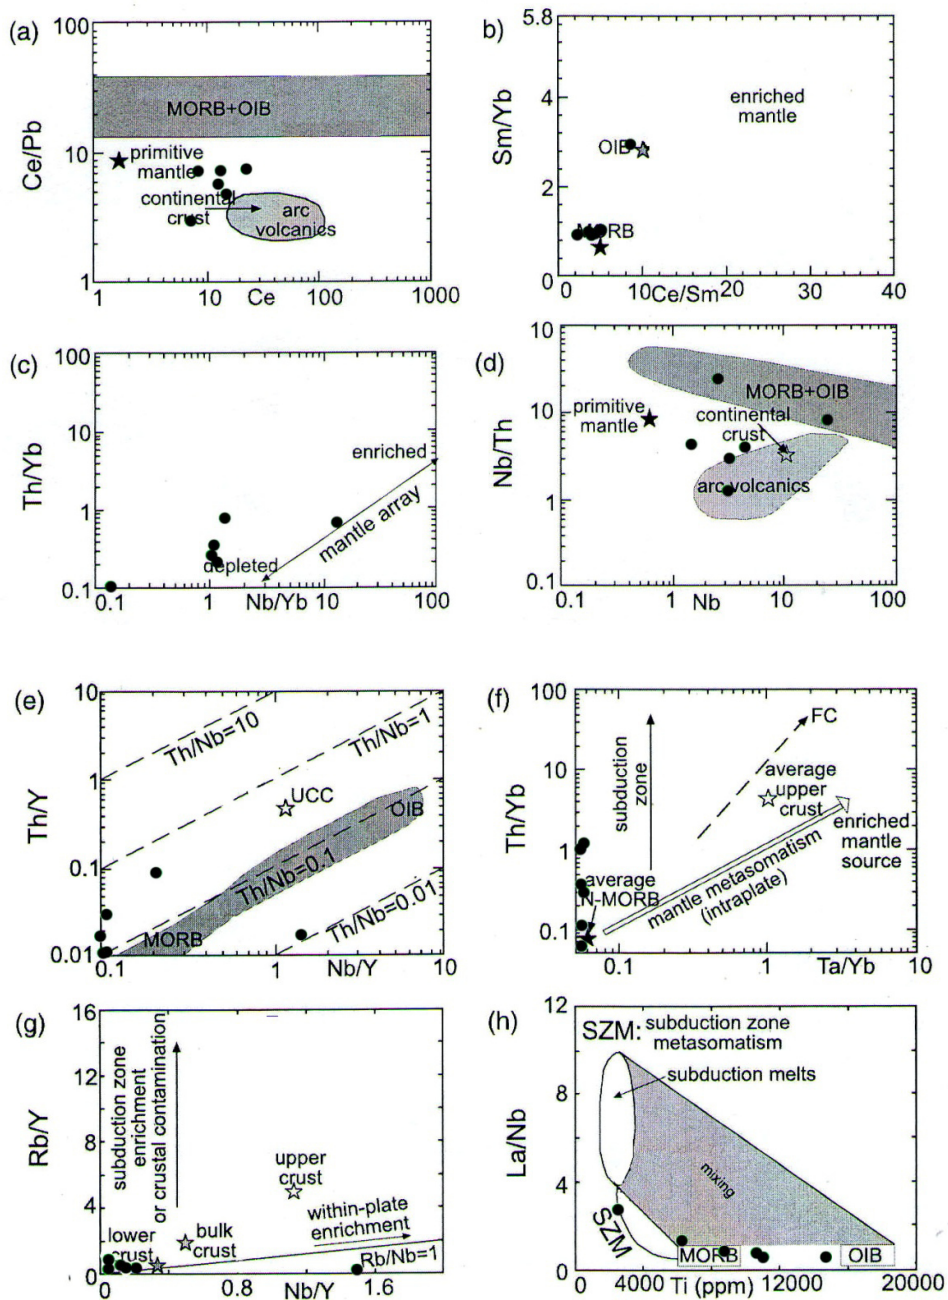 (a)
100
10
1
Ce/Pb
MORB+OIB
primitive
mantle
continental
crust
arc
volcanics
1
10
Ce
100
1000
b)
5.8
4
2
0
Sm/Yb
enriched
mantle
OIB
RB
0
10
Ce/Sm
20
30
40
(c)
100
10
1
0.1
Th/Yb
enriched
mantle array
depleted
0.1
1
Nb/Yb
10
100
(d)
10
10
1
0.1
Nb/Th
MORB+OIB
primitive
mantle
continental
crust
arc volcanics
0.1
1
Nb
10
100
(e)
10
1
0.1
0.01
Th/Y
Th/Nb=10
Th/Nb=1
UCC
OIB
Th/Nb=0.1
MORB
Th/Nb=0.01
0.1
1
Nb/Y
10
(f)
100
10
1
0.1
Th/Yb
subduction
zone
FC
average
upper
crust
enriched
mantle
source
average
N-MORB
mantle metasomatism
(intraplate)
0.1
1
Ta/Yb
10
(g)
16
12
8
4
0
Rb/Y
subduction zone
enrichment
or crustal contamination
upper
crust
lower
crust
bulk
crust
within-plate
enrichment
Rb/Nb=1
0
0.8
Nb/Y
1.6
(h)
12
8
4
0
La/Nb
SZM: subduction zone
metasomatism
subduction melts
mixing
SZM
MORB
OIB
0
4000
Ti (ppm)
12000
20000